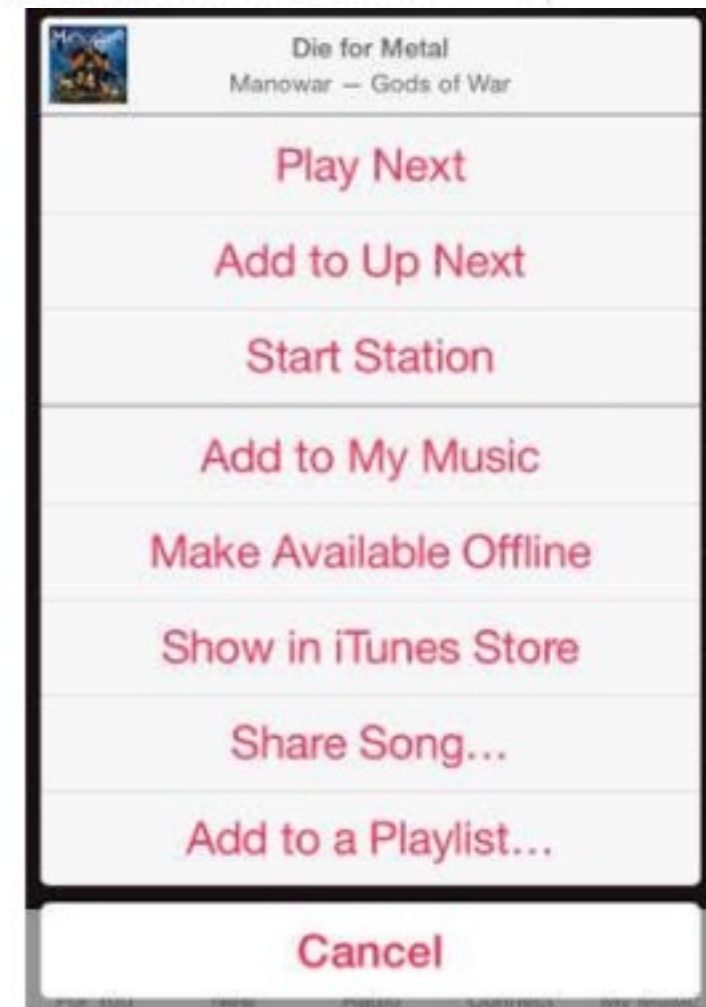 Die for Metal
Manowar — Gods of War
Play Next
Add to Up Next
Start Station
Add to My Music
Make Available Offline
Show in iTunes Store
Share Song...
Add to a Playlist...
Cancel